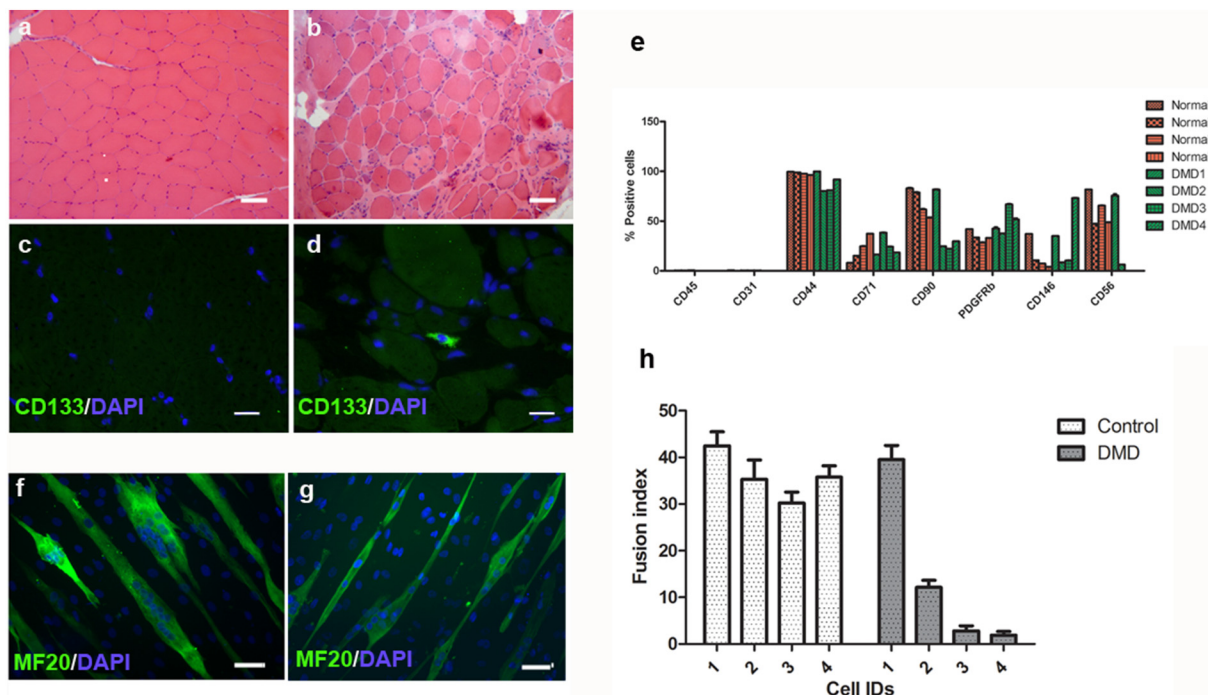 a
b
c
CD133/DAPI
d
CD133/DAPI
e
% Positive cells
150
100
50
0
CD45
CD31
CD44
CD71
CD90
PDGFRb
CD146
CD56
Norma
Norma
Norma
Norma
DMD1
DMD2
DMD3
DMD4
f
MF20/DAPI
g
MF20/DAPI
h
Fusion index
50
40
30
20
10
0
1
2
3
4
1
2
3
4
Cell IDs
Control
DMD